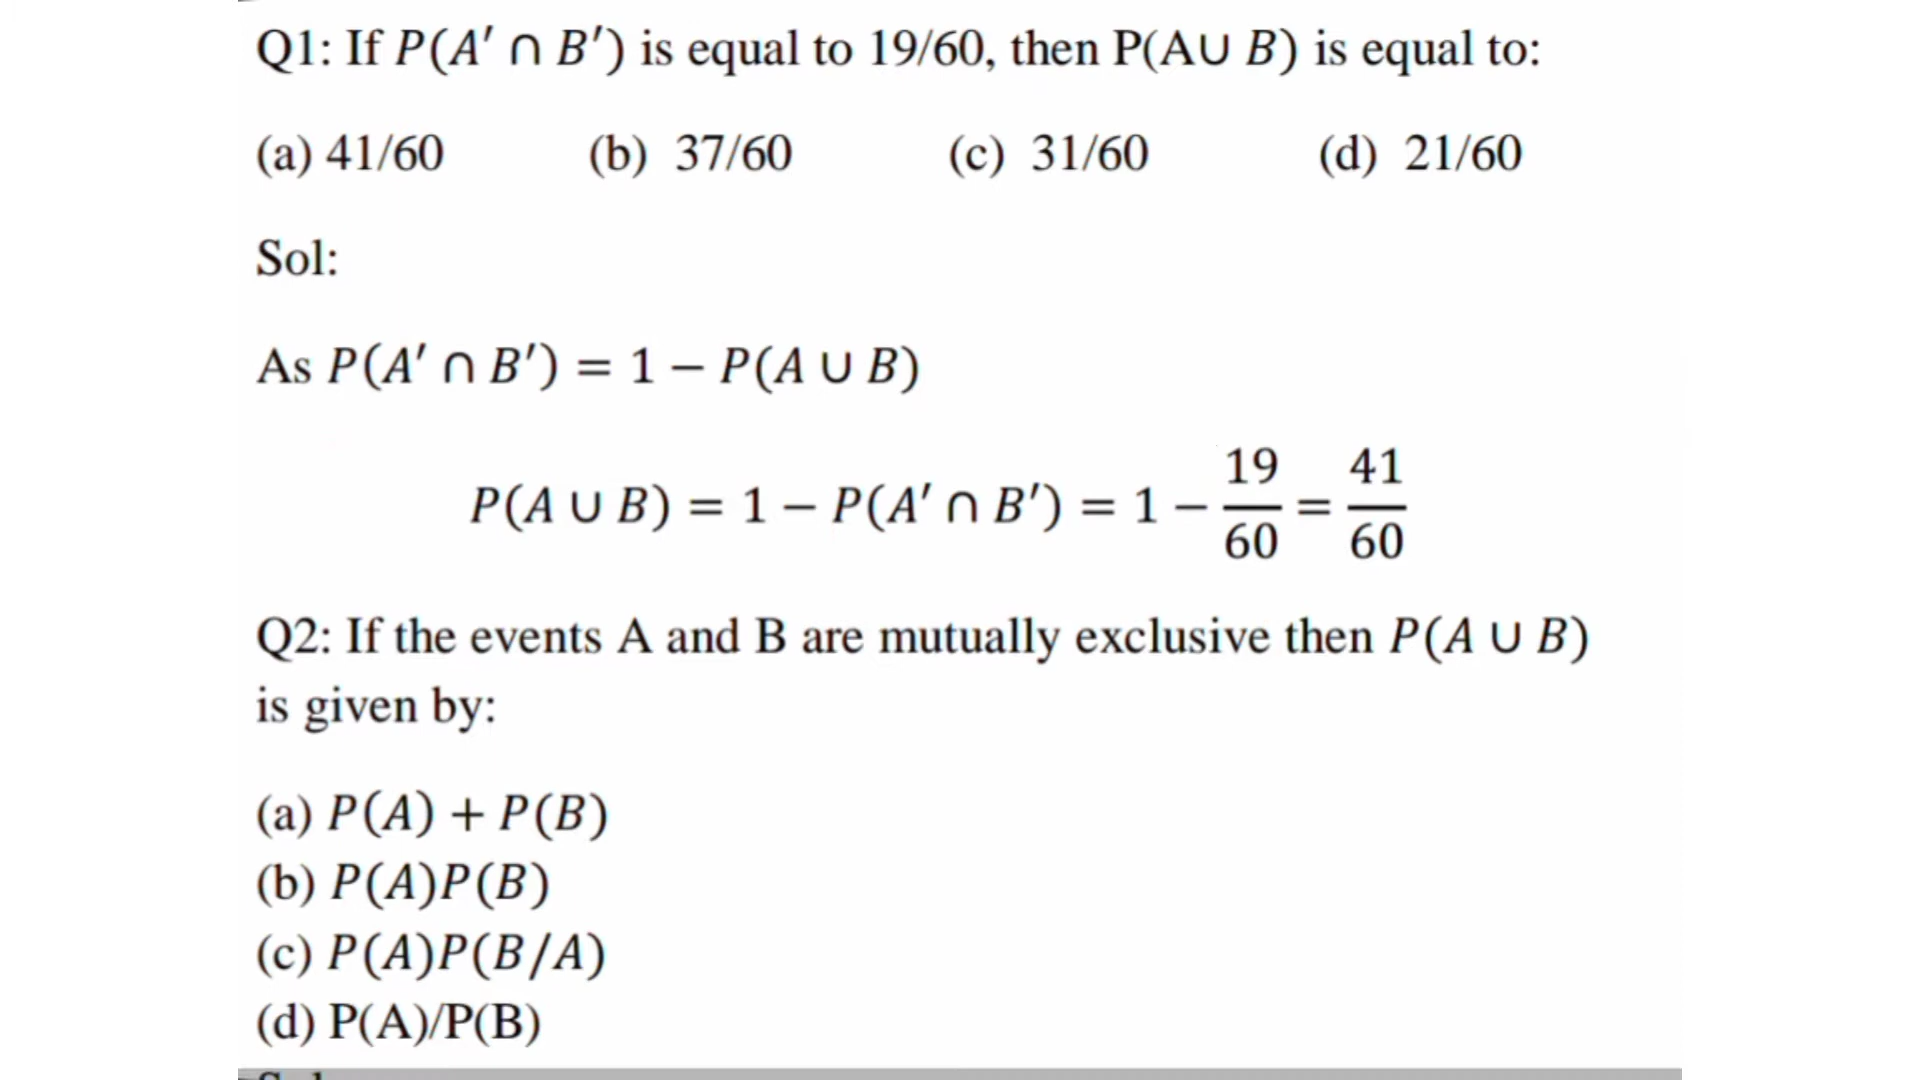 Q1: If P(A′ ∩ B′) is equal to 19/60, then P(A∪ B) is equal to:
(a) 41/60 (b) 37/60 (c) 31/60 (d) 21/60
Sol:
As P(A′ ∩ B′) = 1 − P(A ∪ B)
P(A ∪ B) = 1 − P(A′ ∩ B′) = 1 − 19/60 = 41/60
Q2: If the events A and B are mutually exclusive then P(A ∪ B)
is given by:
(a) P(A) + P(B)
(b) P(A)P(B)
(c) P(A)P(B/A)
(d) P(A)/P(B)